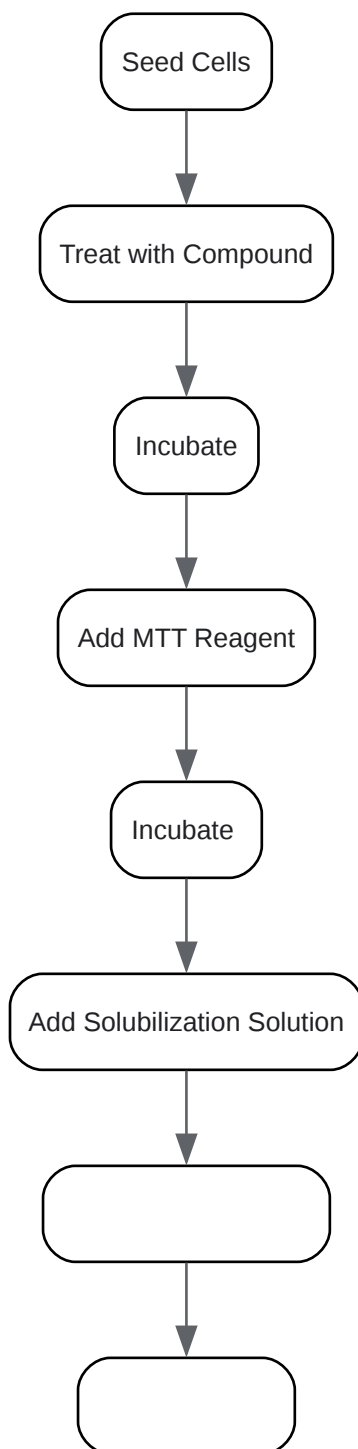 Seed Cells
Treat with Compound
Incubate
Add MTT Reagent
Incubate
Add Solubilization Solution